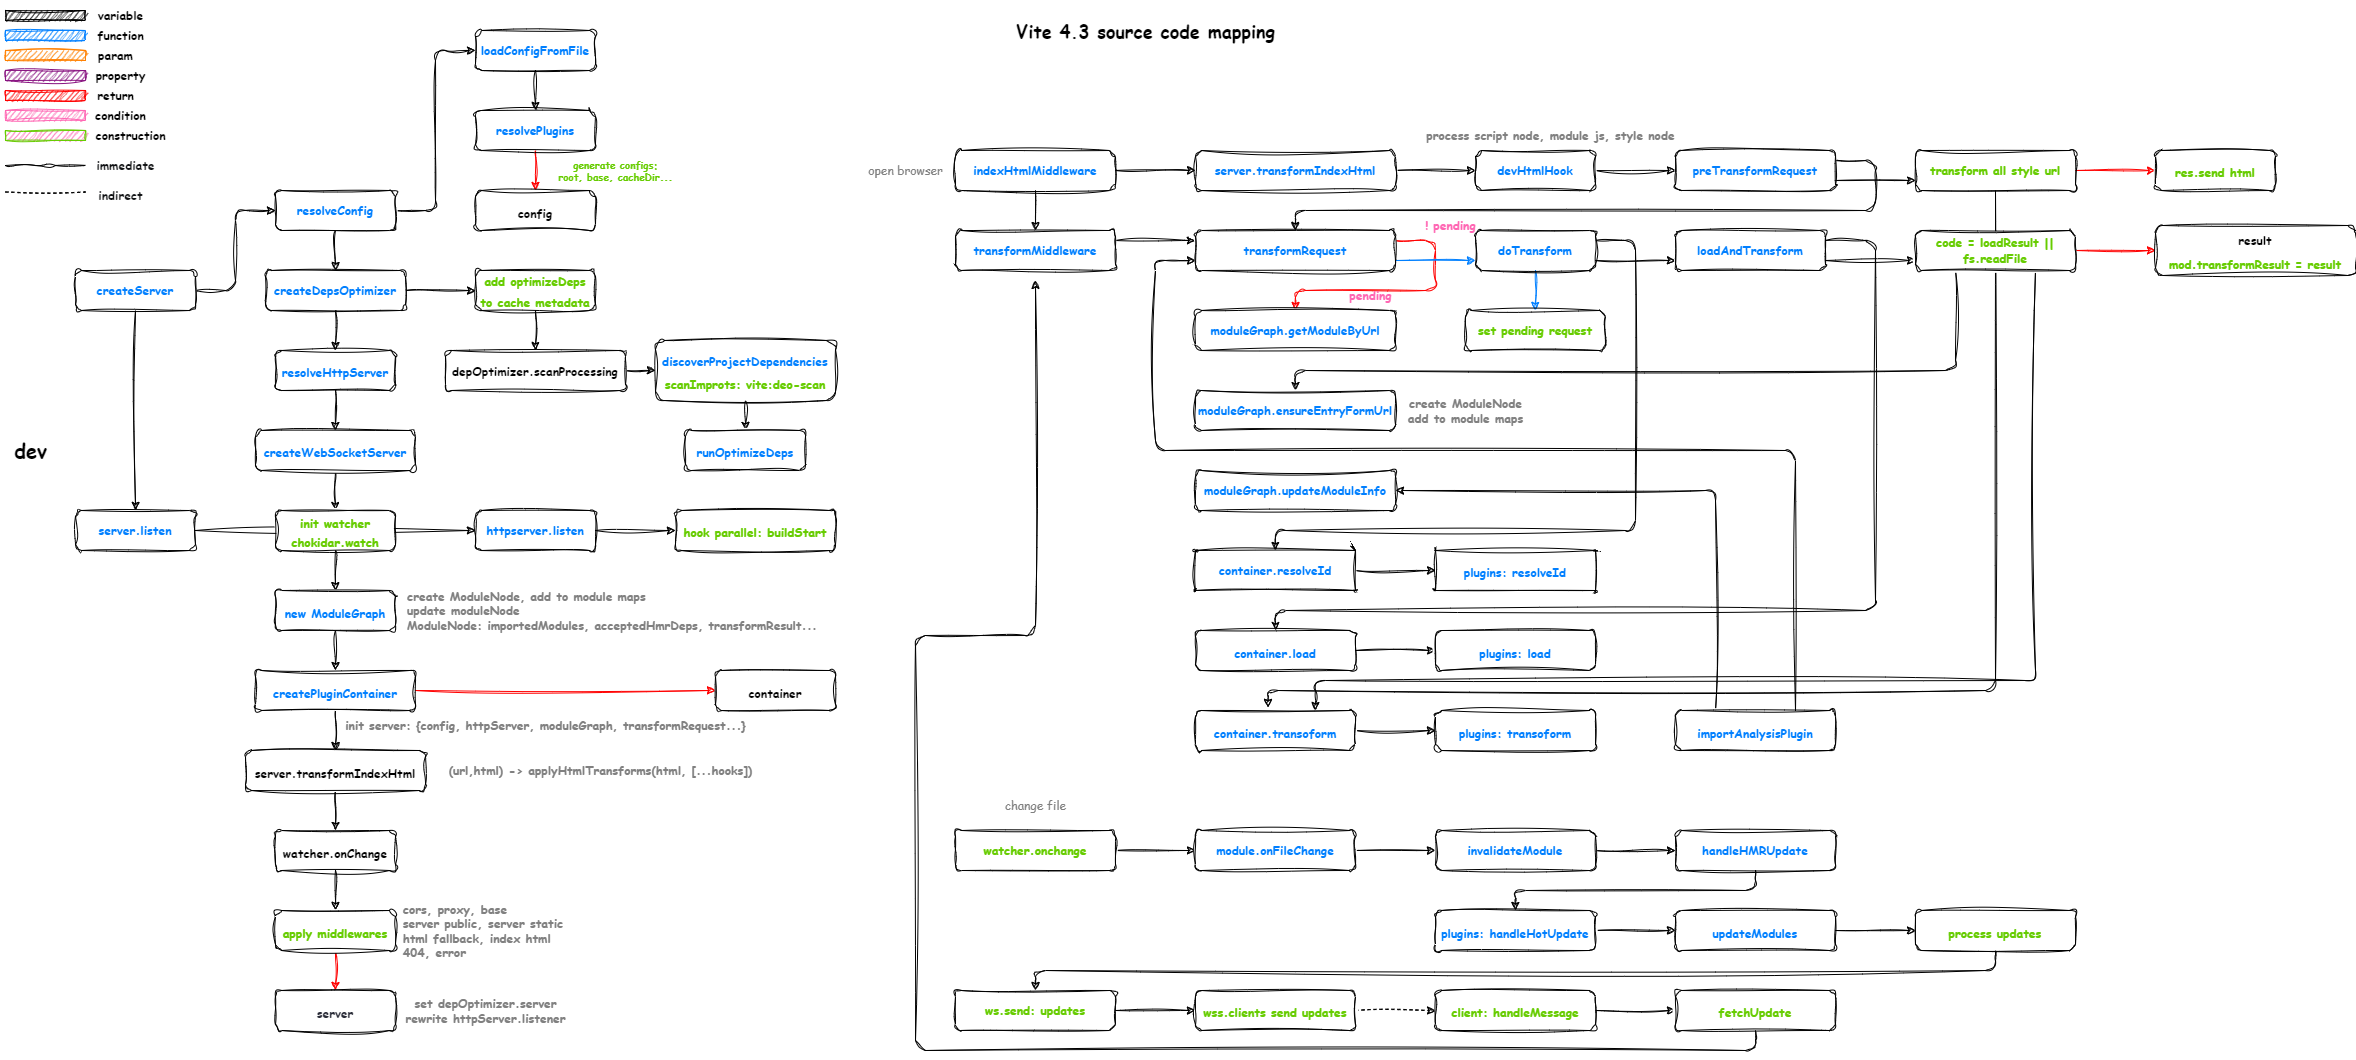 Vite 4.3 source code mapping
variable
function
param
property
return
condition
construction
immediate
indirect
dev
loadConfigFromFile
resolvePlugins
generate configs:
root, base, cacheDir...
config
resolveConfig
createServer
createDepsOptimizer
add optimizeDeps
to cache metadata
resolveHttpServer
depOptimizer.scanProcessing
discoverProjectDependencies
scanImprots: vite:deo-scan
createWebSocketServer
runOptimizeDeps
server.listen
init watcher
chokidar.watch
httpserver.listen
hook parallel: buildStart
new ModuleGraph
create ModuleNode, add to module maps
update moduleNode
ModuleNode: importedModules, acceptedHmrDeps, transformResult...
createPluginContainer
container
init server: {config, httpServer, moduleGraph, transformRequest...}
server.transformIndexHtml
(url,html) -> applyHtmlTransforms(html, [...hooks])
watcher.onChange
apply middlewares
cors, proxy, base
server public, server static
html fallback, index html
404, error
server
set depOptimizer.server
rewrite httpServer.listener
process script node, module js, style node
open browser
indexHtmlMiddleware
server.transformIndexHtml
devHtmlHook
preTransformRequest
transform all style url
res.send html
! pending
transformMiddleware
transformRequest
doTransform
loadAndTransform
code = loadResult ||
fs.readFile
result
mod.transformResult = result
pending
moduleGraph.getModuleByUrl
set pending request
moduleGraph.ensureEntryFormUrl
create ModuleNode
add to module maps
moduleGraph.updateModuleInfo
container.resolveId
plugins: resolveId
container.load
plugins: load
container.transoform
plugins: transoform
importAnalysisPlugin
change file
watcher.onchange
module.onFileChange
invalidateModule
handleHMRUpdate
plugins: handleHotUpdate
updateModules
process updates
ws.send: updates
wss.clients send updates
client: handleMessage
fetchUpdate